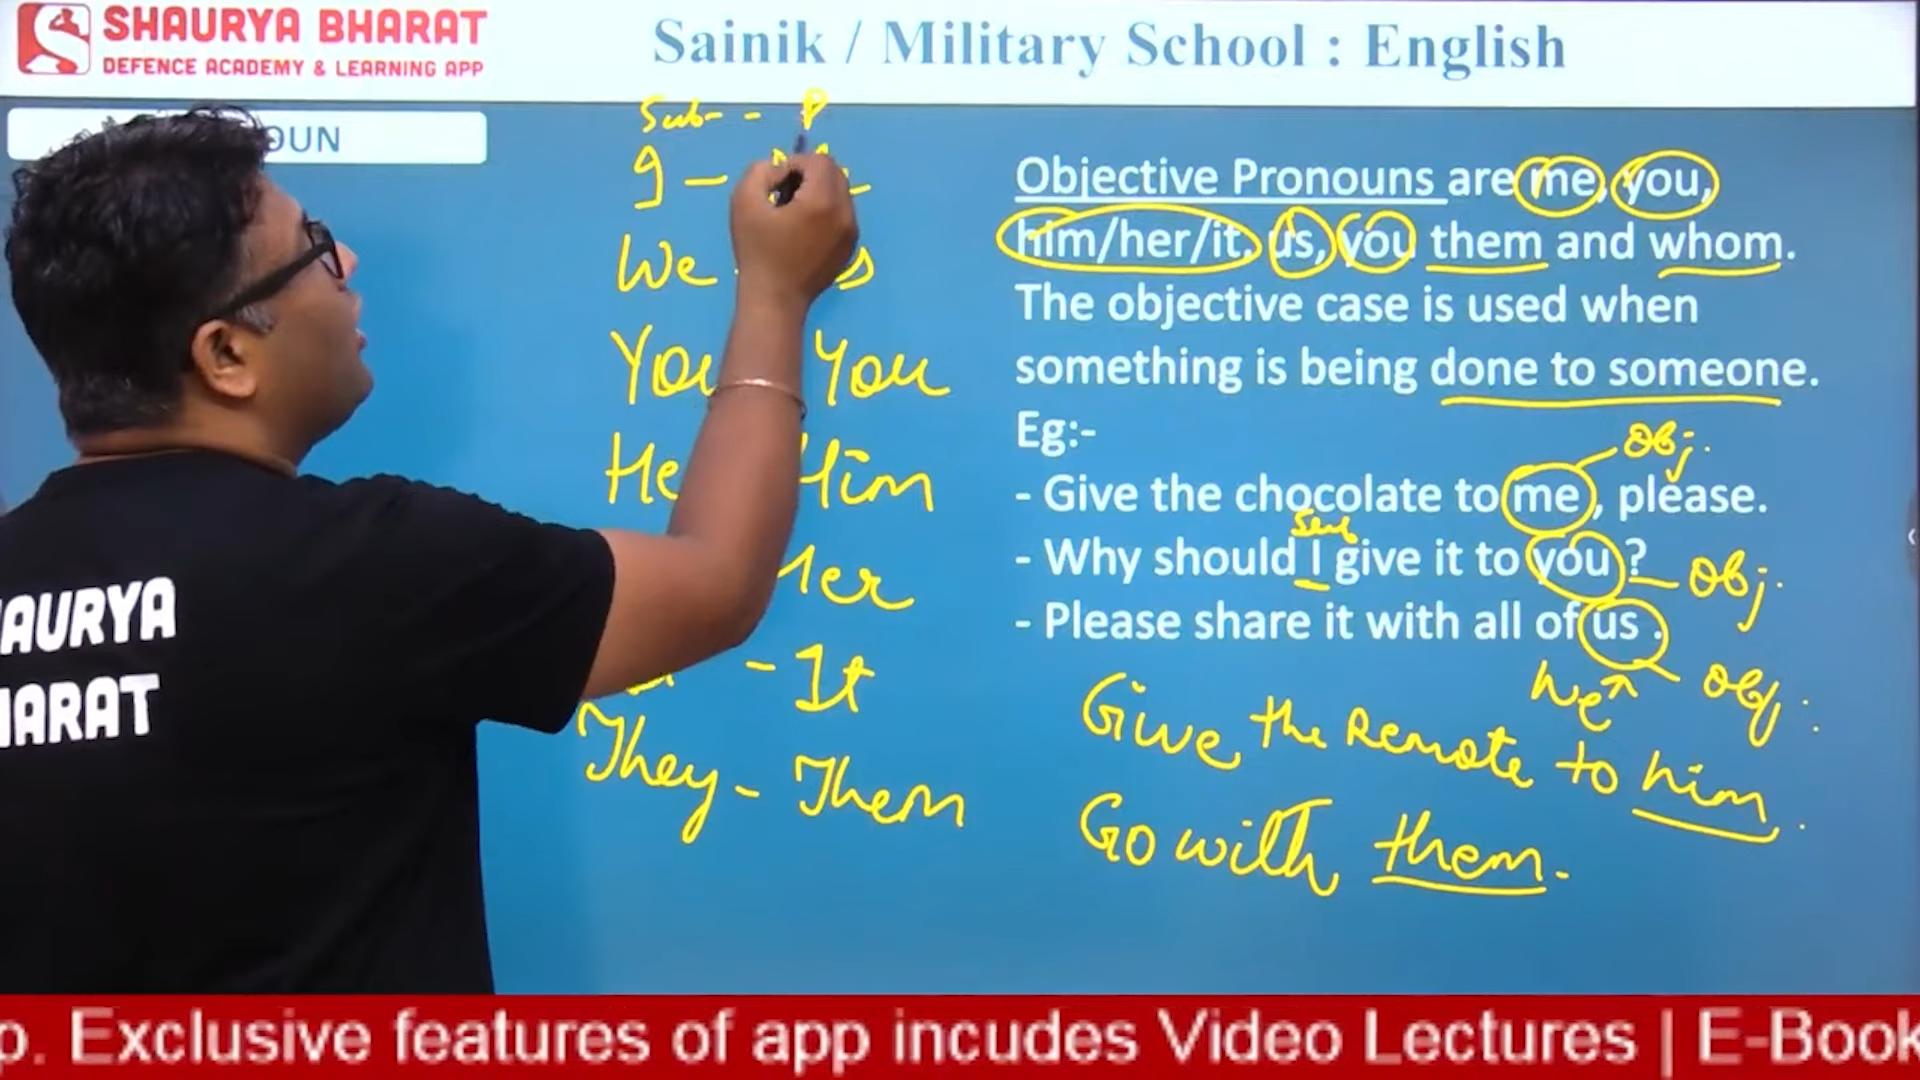 SHAURYA BHARAT
DEFENCE ACADEMY & LEARNING APP
Sainik / Military School : English
OUN
Sub - P
I -
We
You You
He Him
- It
They - Them
Objective Pronouns are me, you,
him/her/it, us, you them and whom.
The objective case is used when
something is being done to someone.
Eg:-
Obj.
- Give the chocolate to me , please.
- Why should I give it to you ?
Obj.
- Please share it with all of us .
We
Obj.
Give the Remote to him.
Go with them.
AURYA
ARAT
p. Exclusive features of app incudes Video Lectures | E-Book